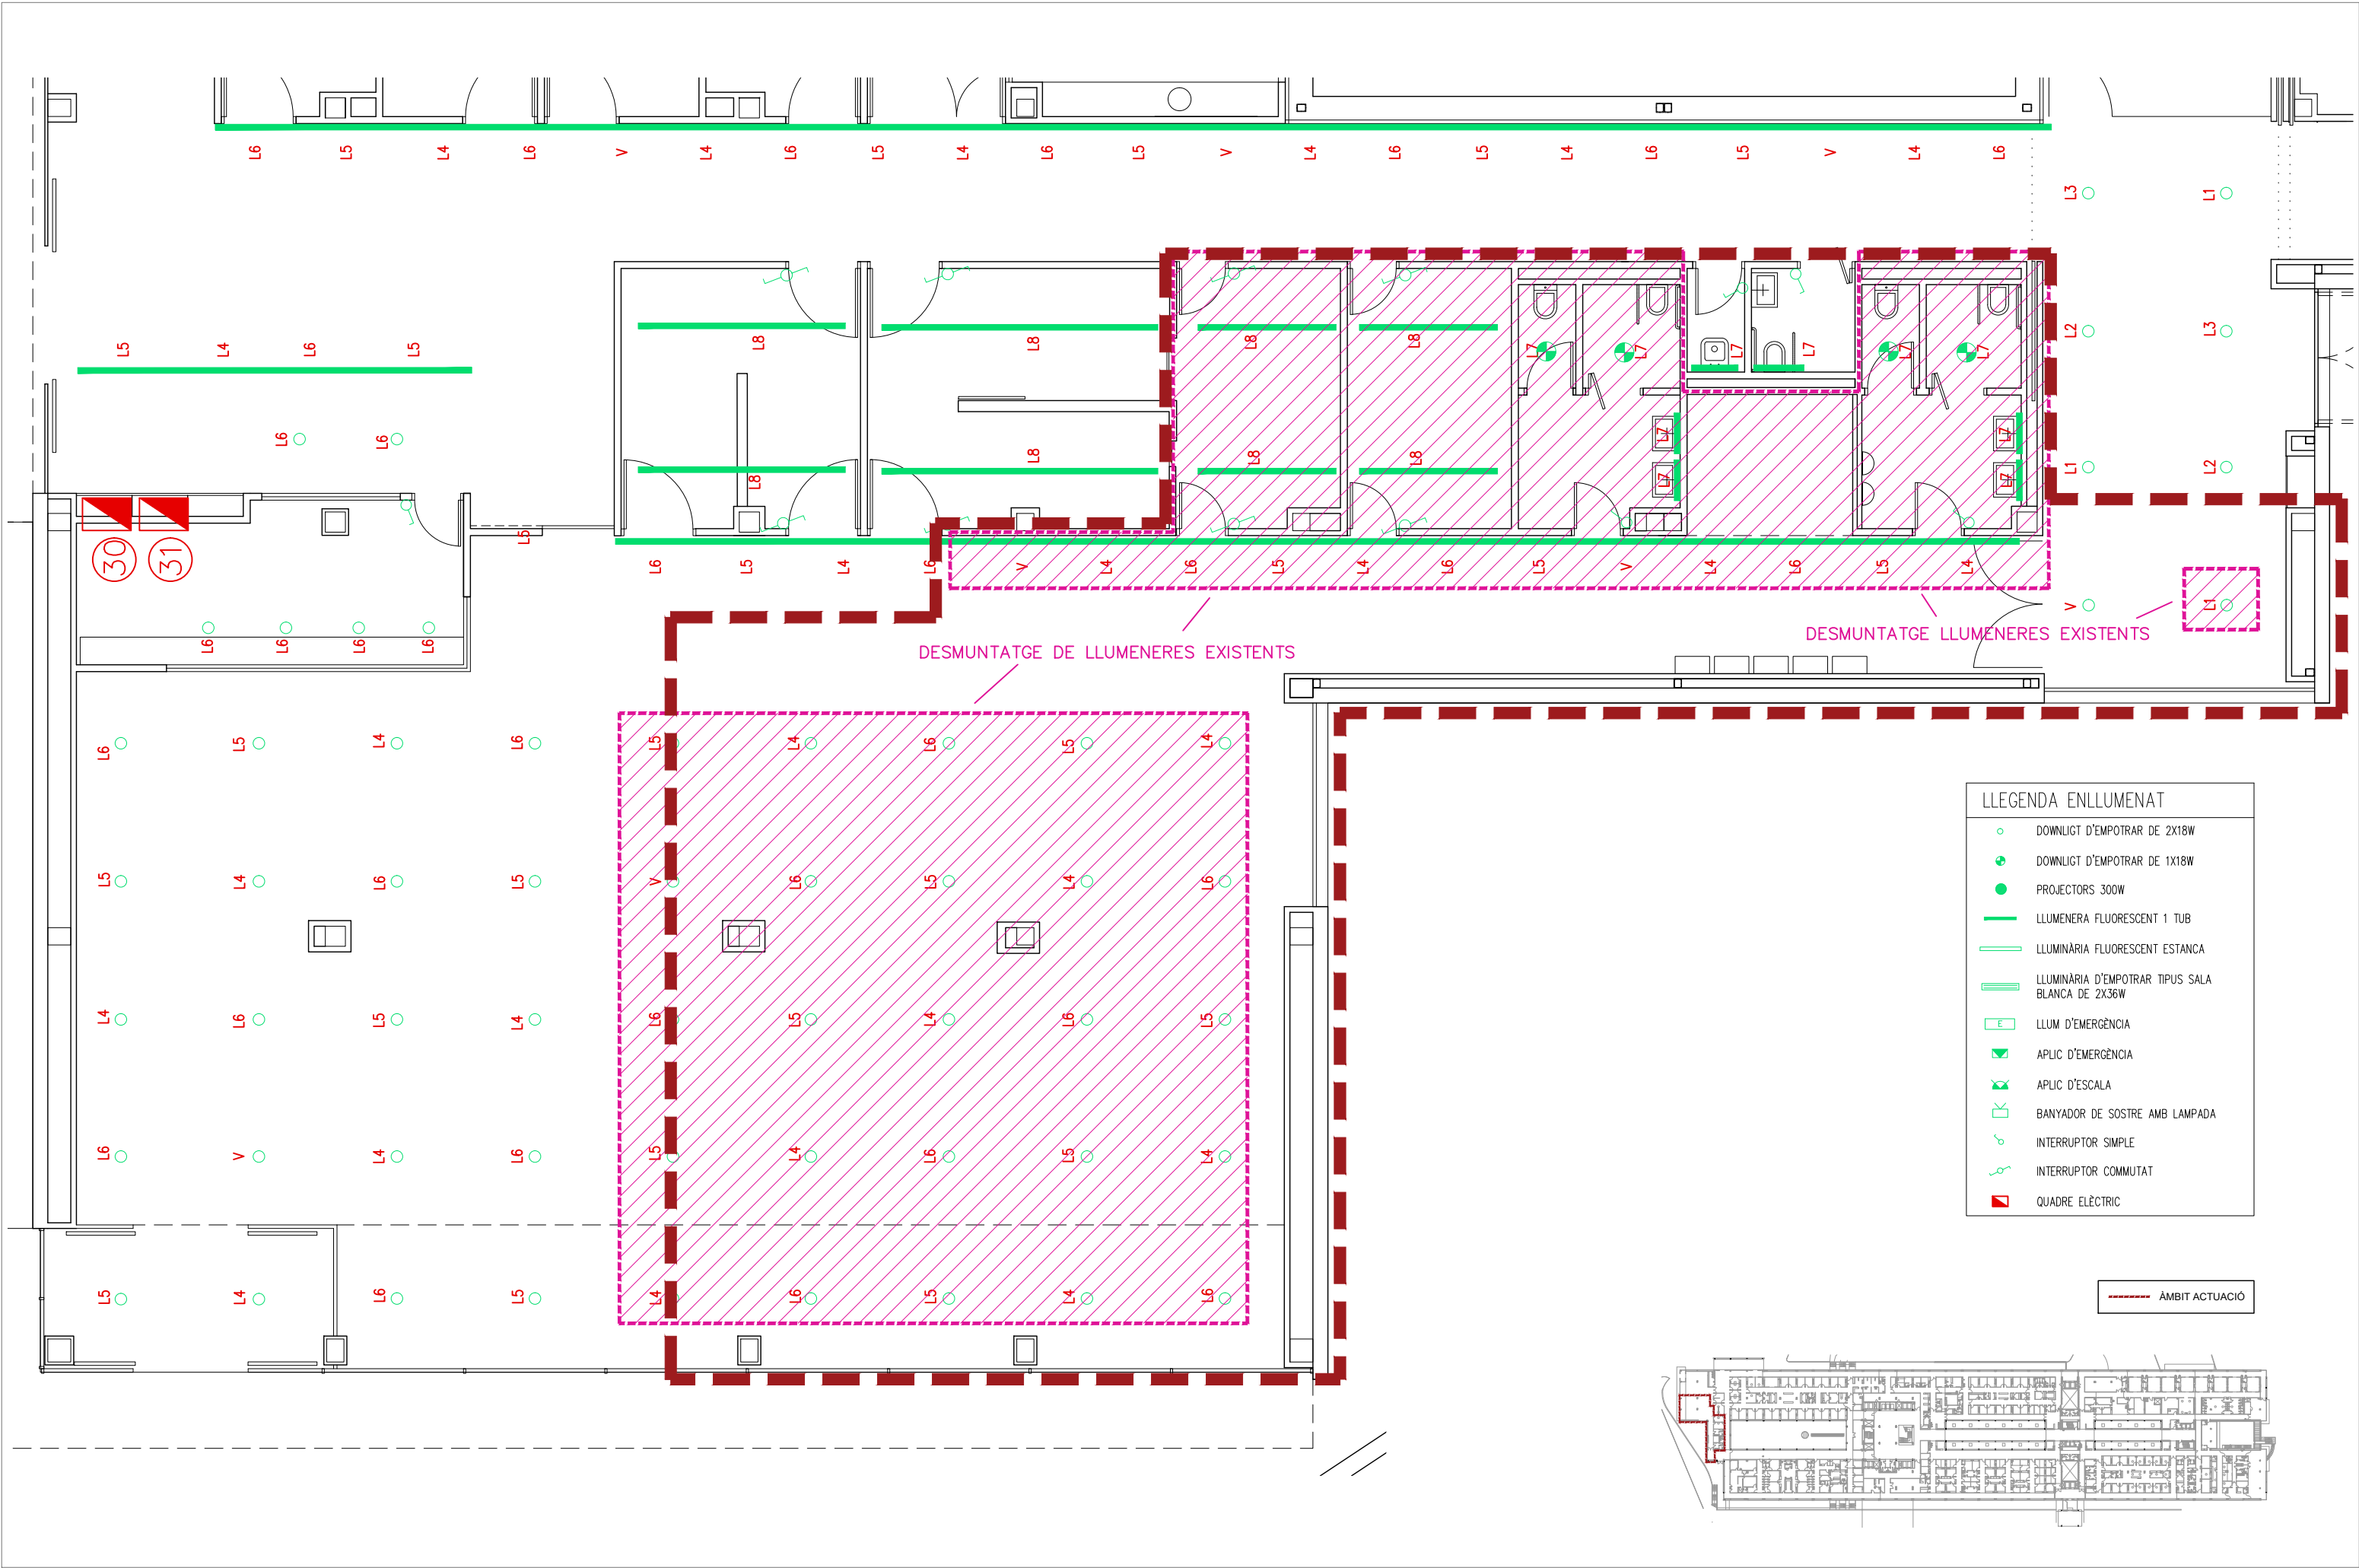 L6 L5 L4 L6 V L4 L6 L5 L4 L6 L5 V L4 L6 L5 L4 L6 L5 V L4 L6
L3 L1
L5 L4 L6 L5
L8 L8 L8 L8 L7 L7 L7 L7 L7 L7
L2 L3
L6 L6
L8 L8 L8 L8
L7 L7
L7 L7
L1 L2
30 31
L5
L6 L5 L4 L6 V L4 L6 L5 L4 L6 L5 V L4 L6 L5 L4
V L1
L6 L6 L6 L6
DESMUNTATGE DE LLUMENERES EXISTENTS
DESMUNTATGE LLUMENERES EXISTENTS
L6 L5 L4 L6 L5 L4 L6 L5 L4
L5 L4 L6 L5 V L6 L5 L4 L6
L4 L6 L5 L4 L6 L5 L4 L6 L5
L6 V L4 L6 L5 L4 L6 L5 L4
L5 L4 L6 L5 L4 L6 L5 L4 L6
LLEGENDA ENLLUMENAT
DOWNLIGT D'EMPOTRAR DE 2X18W
DOWNLIGT D'EMPOTRAR DE 1X18W
PROJECTORS 300W
LLUMENERA FLUORESCENT 1 TUB
LLUMINÀRIA FLUORESCENT ESTANCA
LLUMINÀRIA D'EMPOTRAR TIPUS SALA
BLANCA DE 2X36W
E LLUM D'EMERGÈNCIA
APLIC D'EMERGÈNCIA
APLIC D'ESCALA
BANYADOR DE SOSTRE AMB LAMPADA
INTERRUPTOR SIMPLE
INTERRUPTOR COMMUTAT
QUADRE ELÈCTRIC
ÀMBIT ACTUACIÓ